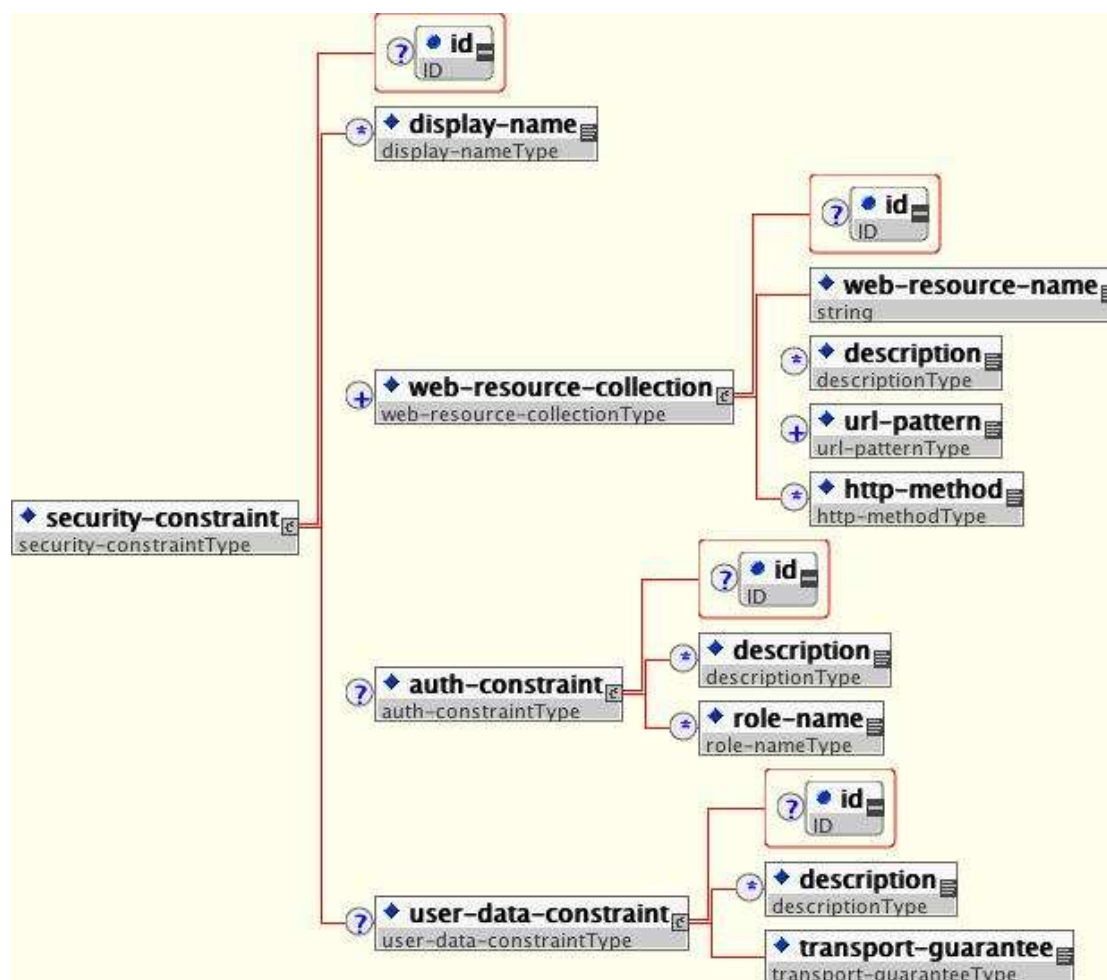 ? id
ID
* display-name
display-nameType
? id
ID
web-resource-name
string
* description
descriptionType
+ web-resource-collection
web-resource-collectionType
+ url-pattern
url-patternType
* http-method
http-methodType
security-constraint
security-constraintType
? id
ID
* description
descriptionType
? auth-constraint
auth-constraintType
* role-name
role-nameType
? id
ID
* description
descriptionType
? user-data-constraint
user-data-constraintType
transport-guarantee
transport-guaranteeType